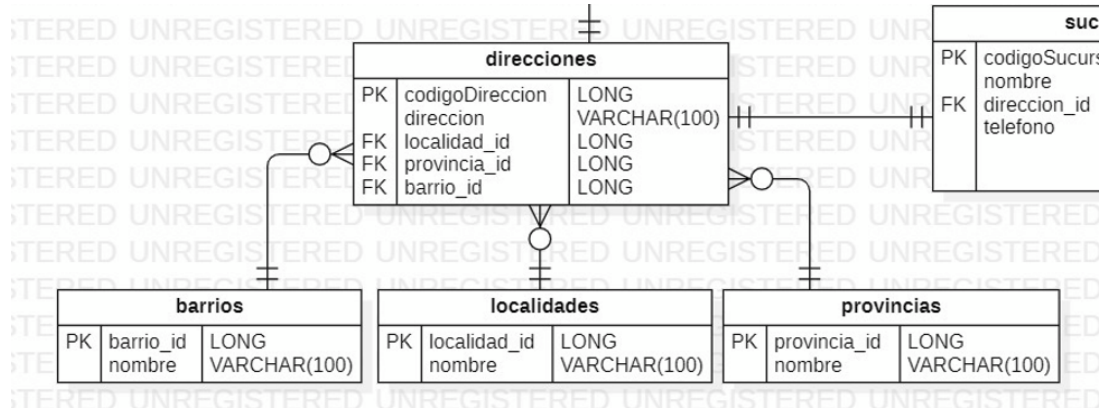 direcciones
PK codigoDireccion LONG
direccion VARCHAR(100)
FK localidad_id LONG
FK provincia_id LONG
FK barrio_id LONG
suc
PK codigoSucurs
nombre
FK direccion_id
telefono
barrios
PK barrio_id LONG
nombre VARCHAR(100)
localidades
PK localidad_id LONG
nombre VARCHAR(100)
provincias
PK provincia_id LONG
nombre VARCHAR(100)